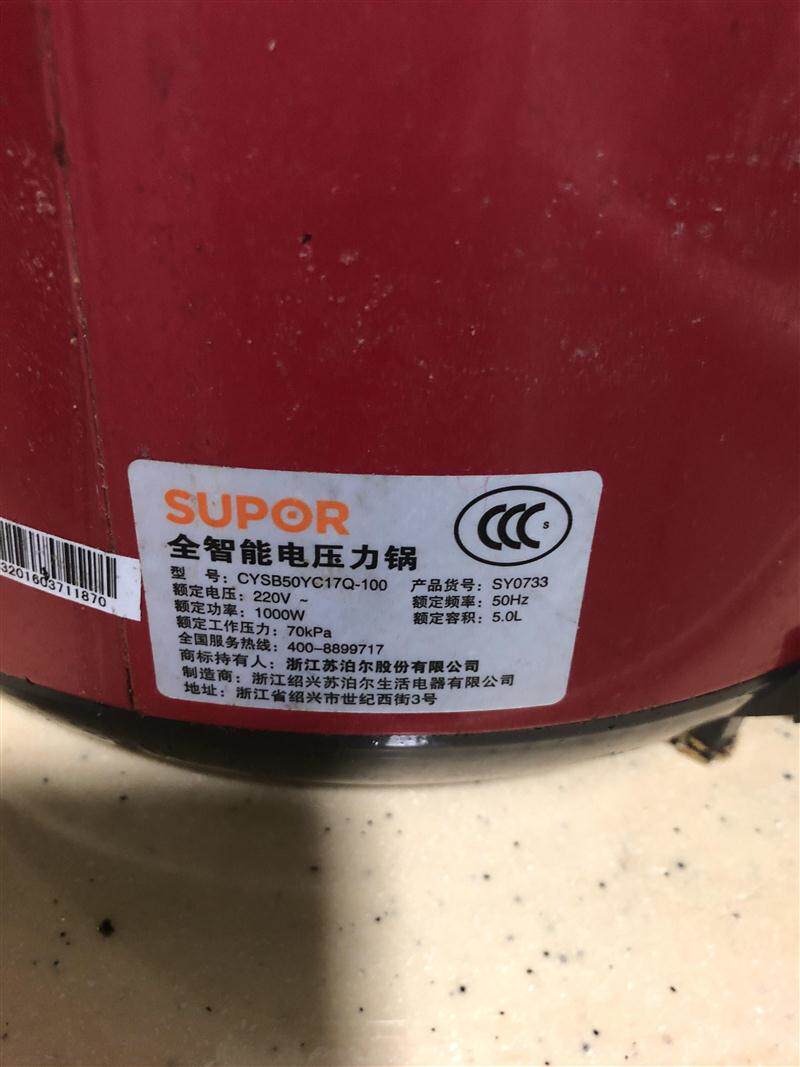 SUPOR
CCC S
全智能电压力锅
型 号：CYSB50YC17Q-100 产品货号：SY0733
额定电压：220V ~ 额定频率：50Hz
额定功率：1000W 额定容积：5.0L
额定工作压力：70kPa
全国服务热线：400-8899717
商标持有人：浙江苏泊尔股份有限公司
制造商：浙江绍兴苏泊尔生活电器有限公司
地址：浙江省绍兴市世纪西街3号
3201603711870